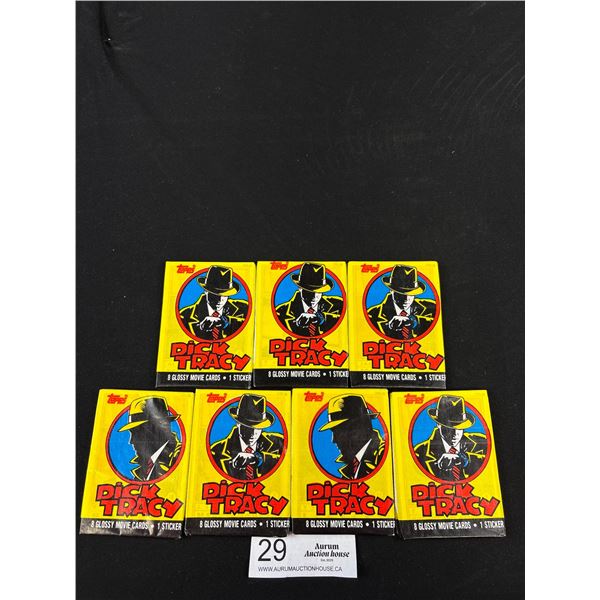 Topps Topps Topps
DICK TRACY DICK TRACY DICK TRACY
8 GLOSSY MOVIE CARDS • 1 STICKER 8 GLOSSY MOVIE CARDS • 1 STICK 8 GLOSSY MOVIE CARDS • 1 STICKE
Topps Topps Topps Topps
DICK TRACY DICK TRACY DICK TRACY DICK TRACY
8 GLOSSY MOVIE CARDS • 1 STICKER 8 GLOSSY MOVIE CARDS • 1 STICKER 8 GLOSSY MOVIE CARDS • 1 STICKER 8 GLOSSY MOVIE CARDS • 1 STICKER
29
Aurum
Auction house
WWW.AURUMAUCTIONHOUSE.CA